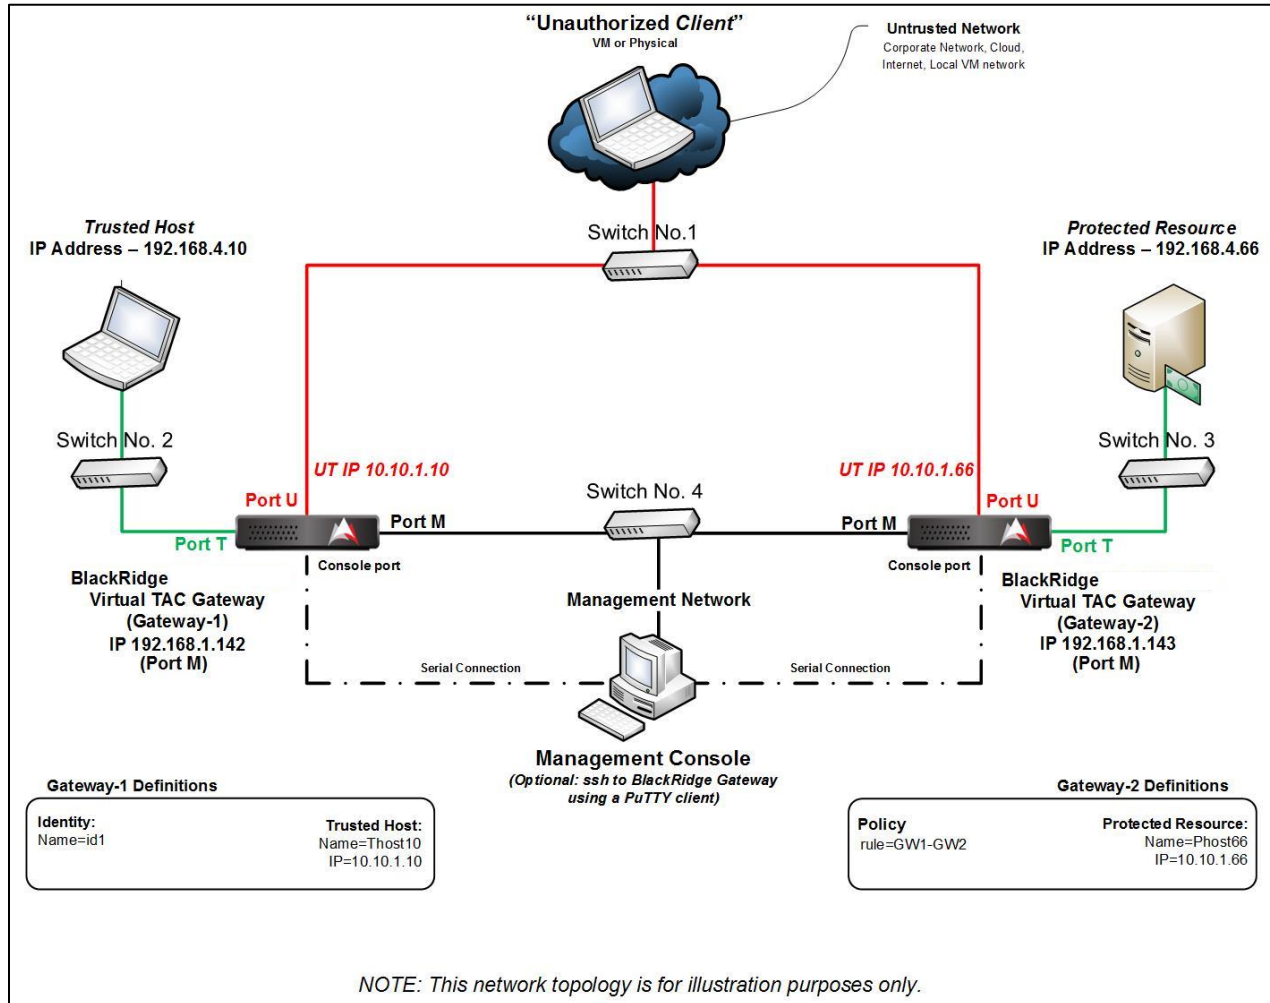 “Unauthorized Client”
VM or Physical
Untrusted Network
Corporate Network, Cloud,
Internet, Local VM network
Trusted Host
IP Address – 192.168.4.10
Switch No.1
Protected Resource
IP Address – 192.168.4.66
Switch No. 2
Switch No. 3
UT IP 10.10.1.10
UT IP 10.10.1.66
Switch No. 4
Port U
Port M
Port M
Port U
Port T
Port T
Console port
Console port
BlackRidge
Virtual TAC Gateway
(Gateway-1)
IP 192.168.1.142
(Port M)
Management Network
BlackRidge
Virtual TAC Gateway
(Gateway-2)
IP 192.168.1.143
(Port M)
Serial Connection
Serial Connection
Management Console
(Optional: ssh to BlackRidge Gateway
using a PuTTY client)
Gateway-1 Definitions
Identity:
Name=id1
Trusted Host:
Name=Thost10
IP=10.10.1.10
Gateway-2 Definitions
Policy
rule=GW1-GW2
Protected Resource:
Name=Phost66
IP=10.10.1.66
NOTE: This network topology is for illustration purposes only.